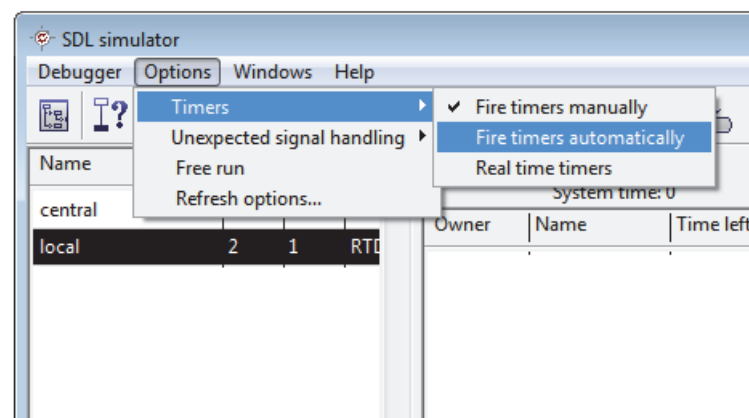 SDL simulator
Debugger Options Windows Help
Timers
Unexpected signal handling
Free run
Refresh options...
Fire timers manually
Fire timers automatically
Real time timers
System time: 0
Name
central
local 2 1
Owner Name Time left